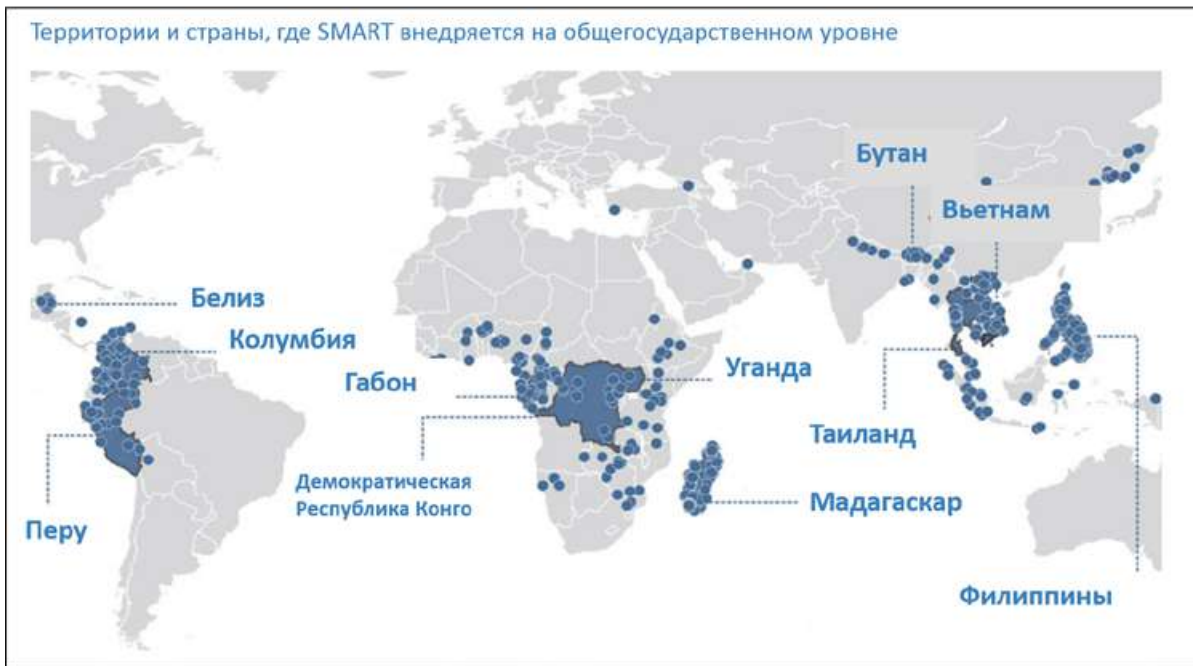 Территории и страны, где SMART внедряется на общегосударственном уровне
Бутан
Вьетнам
Белиз
Колумбия
Габон
Уганда
Таиланд
Демократическая
Республика Конго
Мадагаскар
Перу
Филиппины